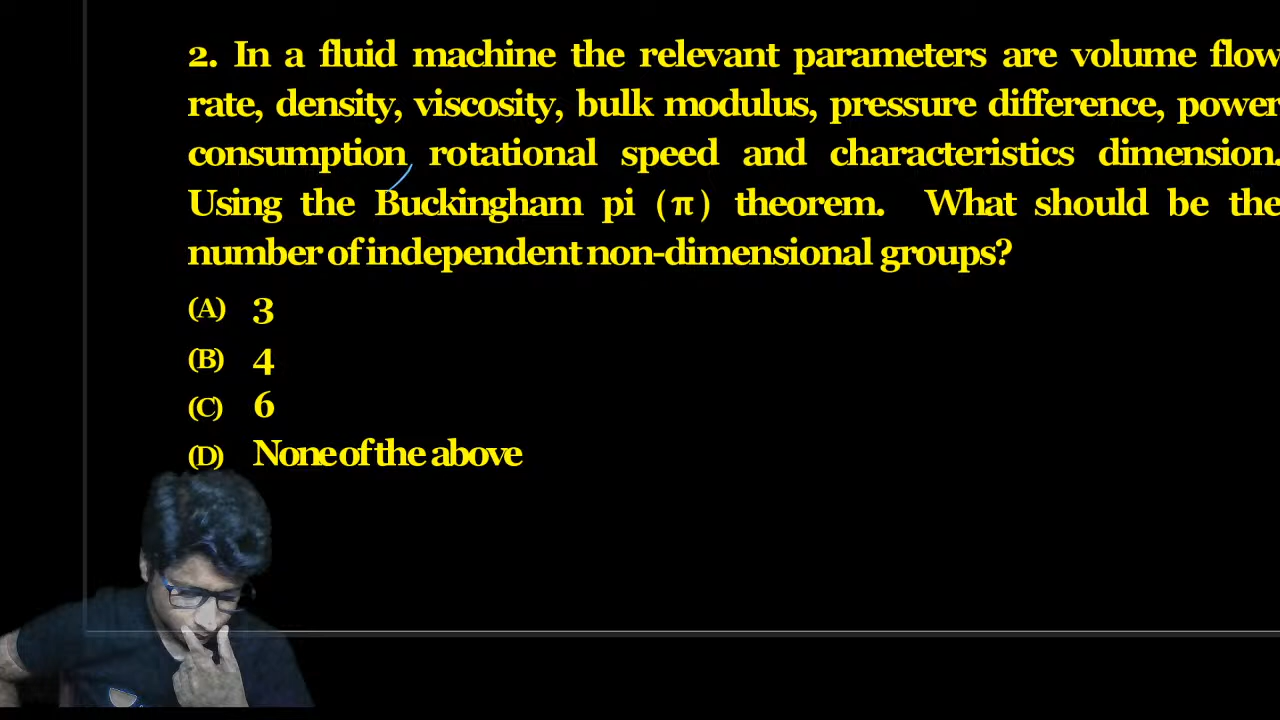 2. In a fluid machine the relevant parameters are volume flow
rate, density, viscosity, bulk modulus, pressure difference, power
consumption rotational speed and characteristics dimension.
Using the Buckingham pi (π) theorem. What should be the
number of independent non-dimensional groups?
(A) 3
(B) 4
(C) 6
(D) None of the above